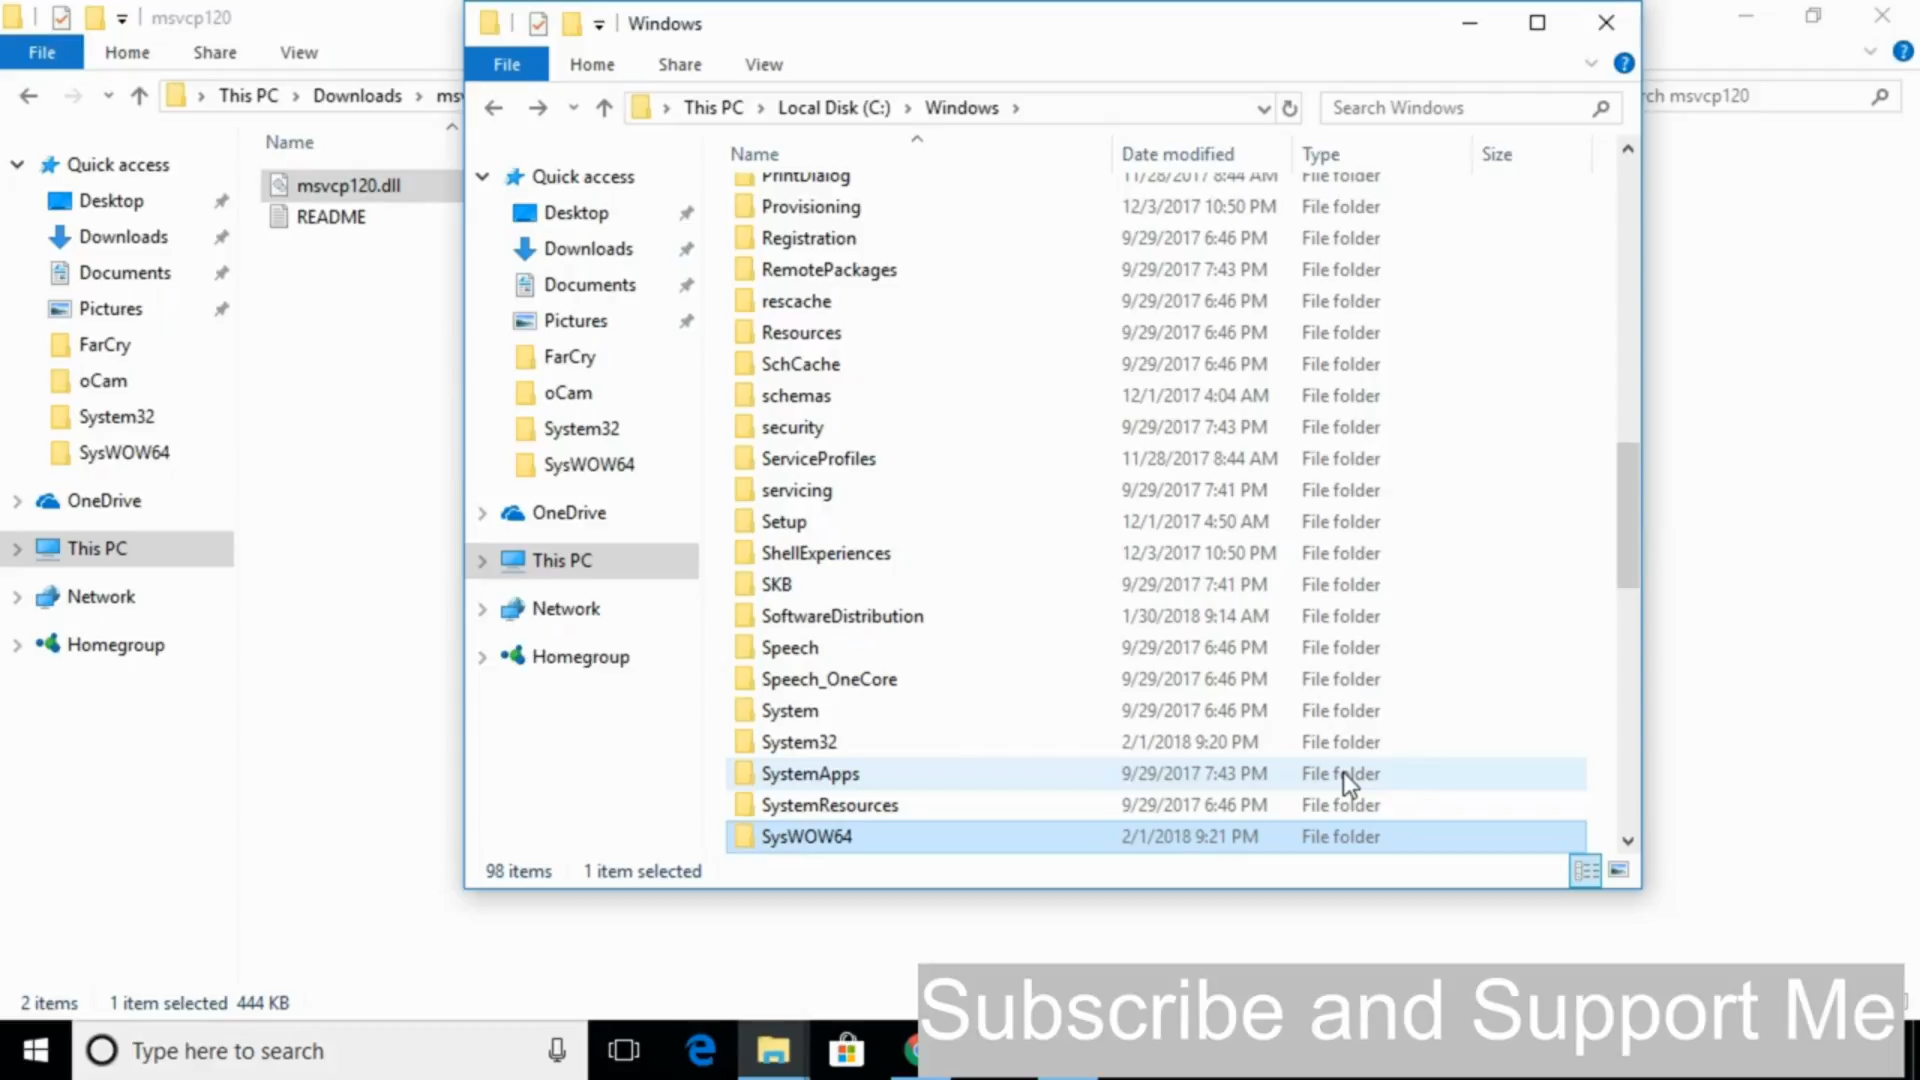 msvcp120
File Home Share View
This PC Downloads
rch msvcp120
Name
msvcp120.dll
README
Quick access
Desktop
Downloads
Documents
Pictures
FarCry
oCam
System32
SysWOW64
OneDrive
This PC
Network
Homegroup
2 items 1 item selected 444 KB
Windows
File Home Share View
This PC Local Disk (C:) Windows
Search Windows
Quick access
Desktop
Downloads
Documents
Pictures
FarCry
oCam
System32
SysWOW64
OneDrive
This PC
Network
Homegroup
Name Date modified Type Size
PrintDialog 11/28/2017 8:44 AM File folder
Provisioning 12/3/2017 10:50 PM File folder
Registration 9/29/2017 6:46 PM File folder
RemotePackages 9/29/2017 7:43 PM File folder
rescache 9/29/2017 6:46 PM File folder
Resources 9/29/2017 6:46 PM File folder
SchCache 9/29/2017 6:46 PM File folder
schemas 12/1/2017 4:04 AM File folder
security 9/29/2017 7:43 PM File folder
ServiceProfiles 11/28/2017 8:44 AM File folder
servicing 9/29/2017 7:41 PM File folder
Setup 12/1/2017 4:50 AM File folder
ShellExperiences 12/3/2017 10:50 PM File folder
SKB 9/29/2017 7:41 PM File folder
SoftwareDistribution 1/30/2018 9:14 AM File folder
Speech 9/29/2017 6:46 PM File folder
Speech_OneCore 9/29/2017 6:46 PM File folder
System 9/29/2017 6:46 PM File folder
System32 2/1/2018 9:20 PM File folder
SystemApps 9/29/2017 7:43 PM File folder
SystemResources 9/29/2017 6:46 PM File folder
SysWOW64 2/1/2018 9:21 PM File folder
98 items 1 item selected
Subscribe and Support Me
Type here to search